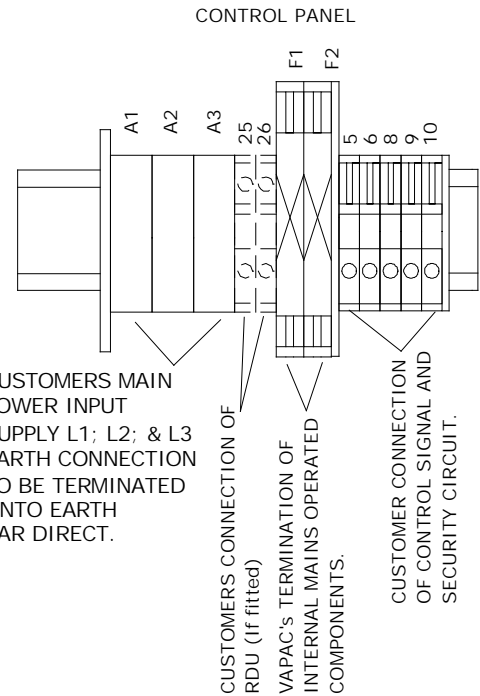 CONTROL PANEL
F1
F2
A1
A2
A3
25
26
5
6
8
9
10
USTOMERS MAIN
OWER INPUT
UPPLY L1; L2; & L3
ARTH CONNECTION
O BE TERMINATED
NTO EARTH
AR DIRECT.
CUSTOMERS CONNECTION OF
RDU (If fitted)
VAPAC's TERMINATION OF
INTERNAL MAINS OPERATED
COMPONENTS.
CUSTOMER CONNECTION
OF CONTROL SIGNAL AND
SECURITY CIRCUIT.